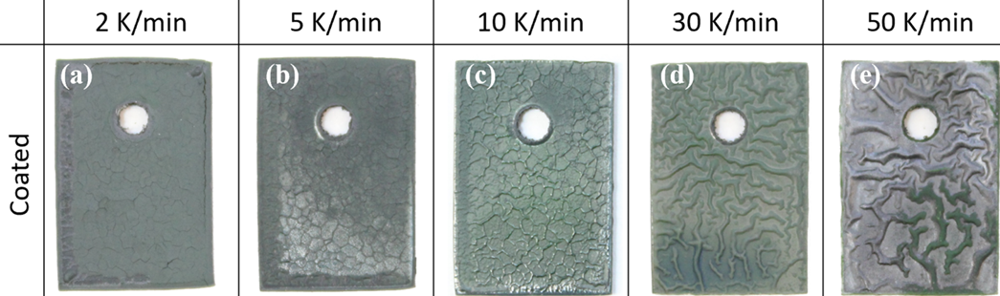 2 K/min 5 K/min 10 K/min 30 K/min 50 K/min
Coated
(a) (b) (c) (d) (e)